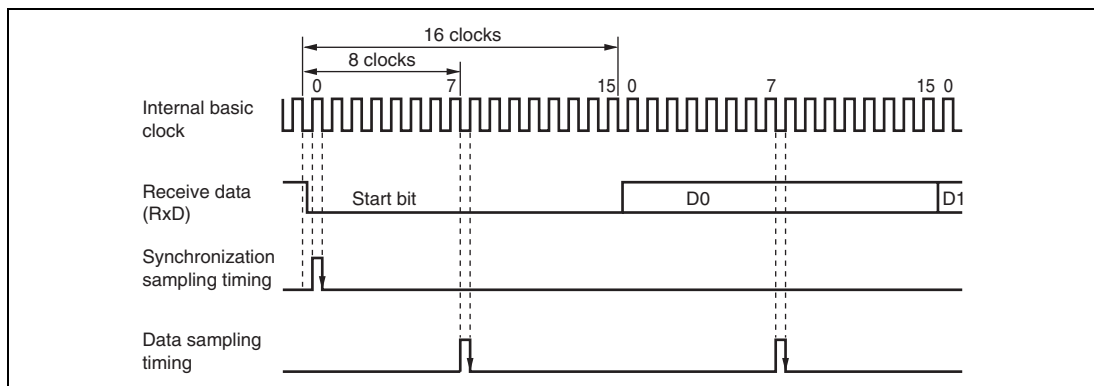 16 clocks
8 clocks
0 7 15 0 7 15 0
Internal basic
clock
Receive data
(RxD)
Start bit D0 D1
Synchronization
sampling timing
Data sampling
timing